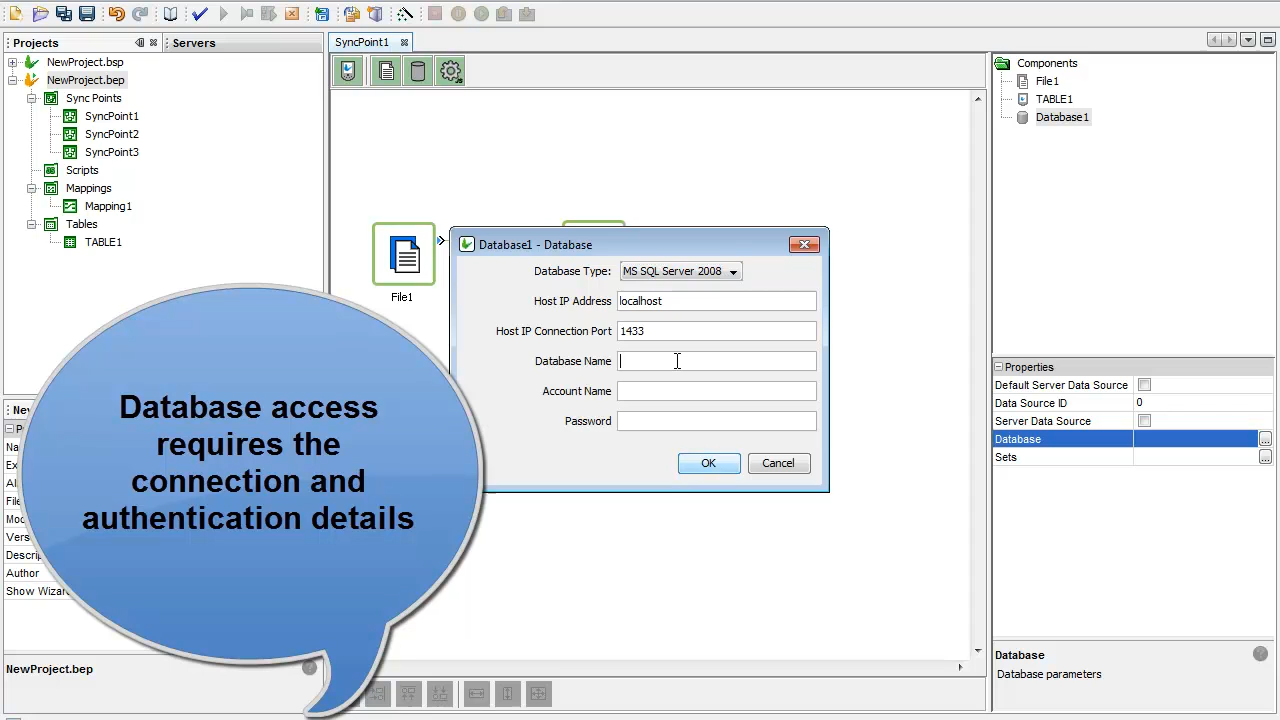 Projects
Servers
SyncPoint1
NewProject.bsp
NewProject.bep
Sync Points
SyncPoint1
SyncPoint2
SyncPoint3
Scripts
Mappings
Mapping1
Tables
TABLE1
File1
Database1 - Database
Database Type: MS SQL Server 2008
Host IP Address localhost
Host IP Connection Port 1433
Database Name
Account Name
Password
OK Cancel
Database access
requires the
connection and
authentication details
Author
NewProject.bep
Components
File1
TABLE1
Database1
Properties
Default Server Data Source
Data Source ID 0
Server Data Source
Database ...
Sets ...
Database
Database parameters